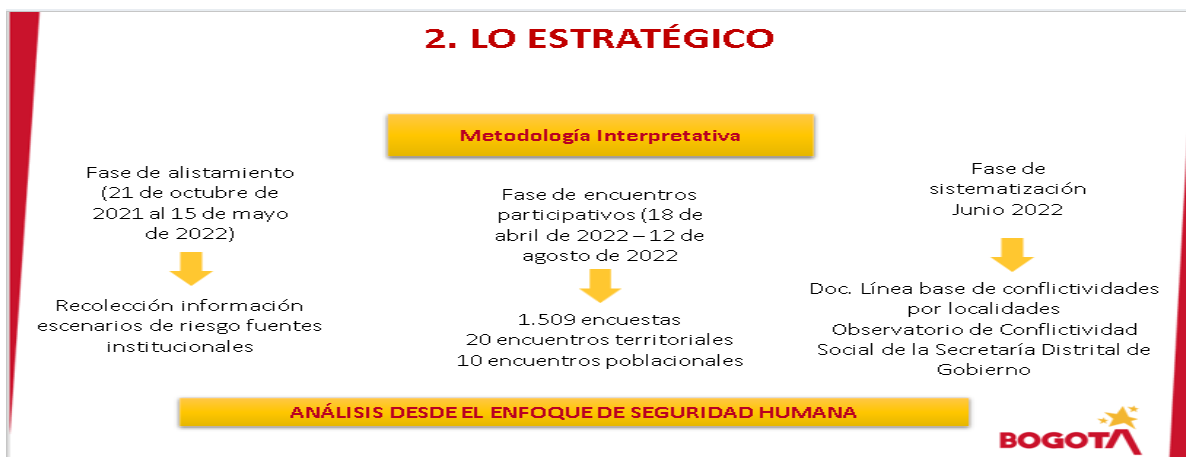 2. LO ESTRATÉGICO
Metodología Interpretativa
Fase de alistamiento
(21 de octubre de
2021 al 15 de mayo
de 2022)
Recolección información
escenarios de riesgo fuentes
institucionales
Fase de encuentros
participativos (18 de
abril de 2022 – 12 de
agosto de 2022
1.509 encuestas
20 encuentros territoriales
10 encuentros poblacionales
Fase de
sistematización
Junio 2022
Doc. Línea base de conflictividades
por localidades
Observatorio de Conflictividad
Social de la Secretaría Distrital de
Gobierno
ANÁLISIS DESDE EL ENFOQUE DE SEGURIDAD HUMANA
BOGOTÁ